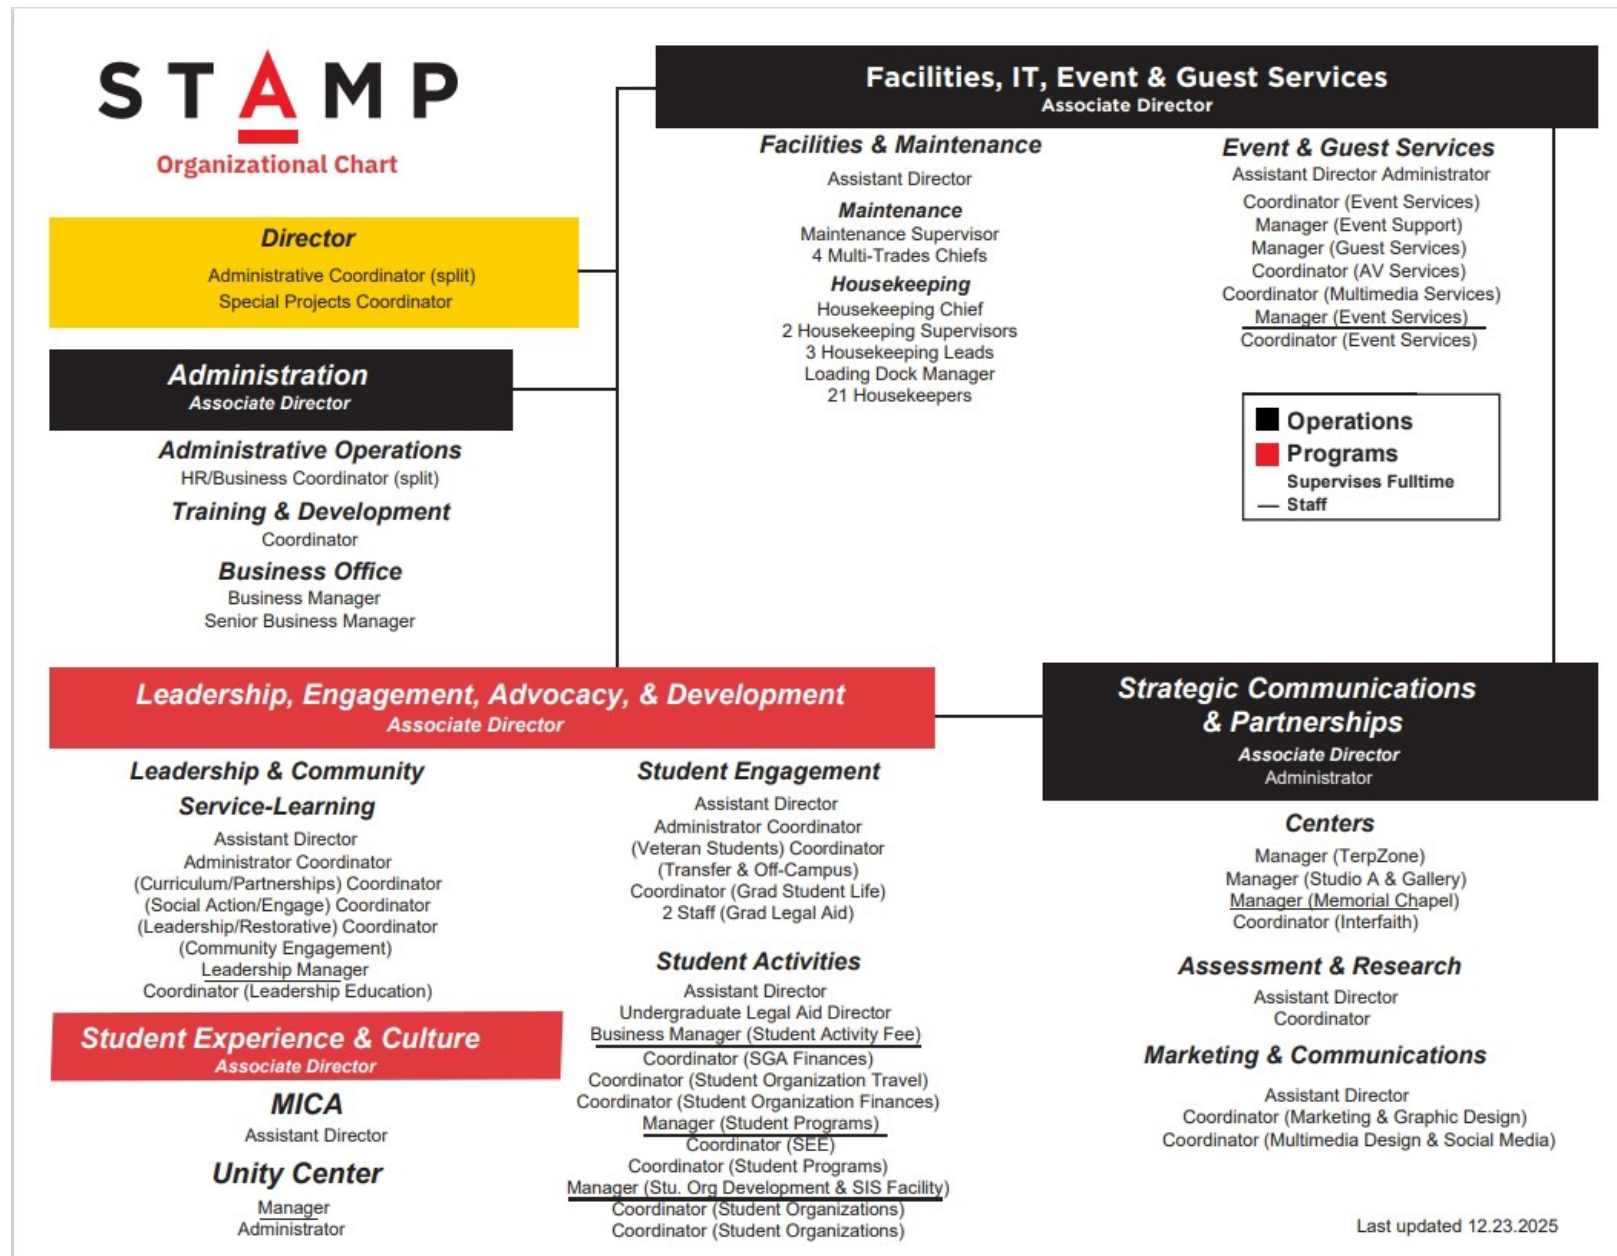 STAMP
Organizational Chart
Director
Administrative Coordinator (split)
Special Projects Coordinator
Administration
Associate Director
Administrative Operations
HR/Business Coordinator (split)
Training & Development
Coordinator
Business Office
Business Manager
Senior Business Manager
Facilities, IT, Event & Guest Services
Associate Director
Facilities & Maintenance
Assistant Director
Maintenance
Maintenance Supervisor
4 Multi-Trades Chiefs
Housekeeping
Housekeeping Chief
2 Housekeeping Supervisors
3 Housekeeping Leads
Loading Dock Manager
21 Housekeepers
Event & Guest Services
Assistant Director Administrator
Coordinator (Event Services)
Manager (Event Support)
Manager (Guest Services)
Coordinator (AV Services)
Coordinator (Multimedia Services)
Manager (Event Services)
Coordinator (Event Services)
Operations
Programs
Supervises Fulltime
Staff
Leadership, Engagement, Advocacy, & Development
Associate Director
Leadership & Community
Service-Learning
Assistant Director
Administrator Coordinator
(Curriculum/Partnerships) Coordinator
(Social Action/Engage) Coordinator
(Leadership/Restorative) Coordinator
(Community Engagement)
Leadership Manager
Coordinator (Leadership Education)
Student Experience & Culture
Associate Director
MICA
Assistant Director
Unity Center
Manager
Administrator
Student Engagement
Assistant Director
Administrator Coordinator
(Veteran Students) Coordinator
(Transfer & Off-Campus)
Coordinator (Grad Student Life)
2 Staff (Grad Legal Aid)
Student Activities
Assistant Director
Undergraduate Legal Aid Director
Business Manager (Student Activity Fee)
Coordinator (SGA Finances)
Coordinator (Student Organization Travel)
Coordinator (Student Organization Finances)
Manager (Student Programs)
Coordinator (SEE)
Coordinator (Student Programs)
Manager (Stu. Org Development & SIS Facility)
Coordinator (Student Organizations)
Coordinator (Student Organizations)
Strategic Communications
& Partnerships
Associate Director
Administrator
Centers
Manager (TerpZone)
Manager (Studio A & Gallery)
Manager (Memorial Chapel)
Coordinator (Interfaith)
Assessment & Research
Assistant Director
Coordinator
Marketing & Communications
Assistant Director
Coordinator (Marketing & Graphic Design)
Coordinator (Multimedia Design & Social Media)
Last updated 12.23.2025